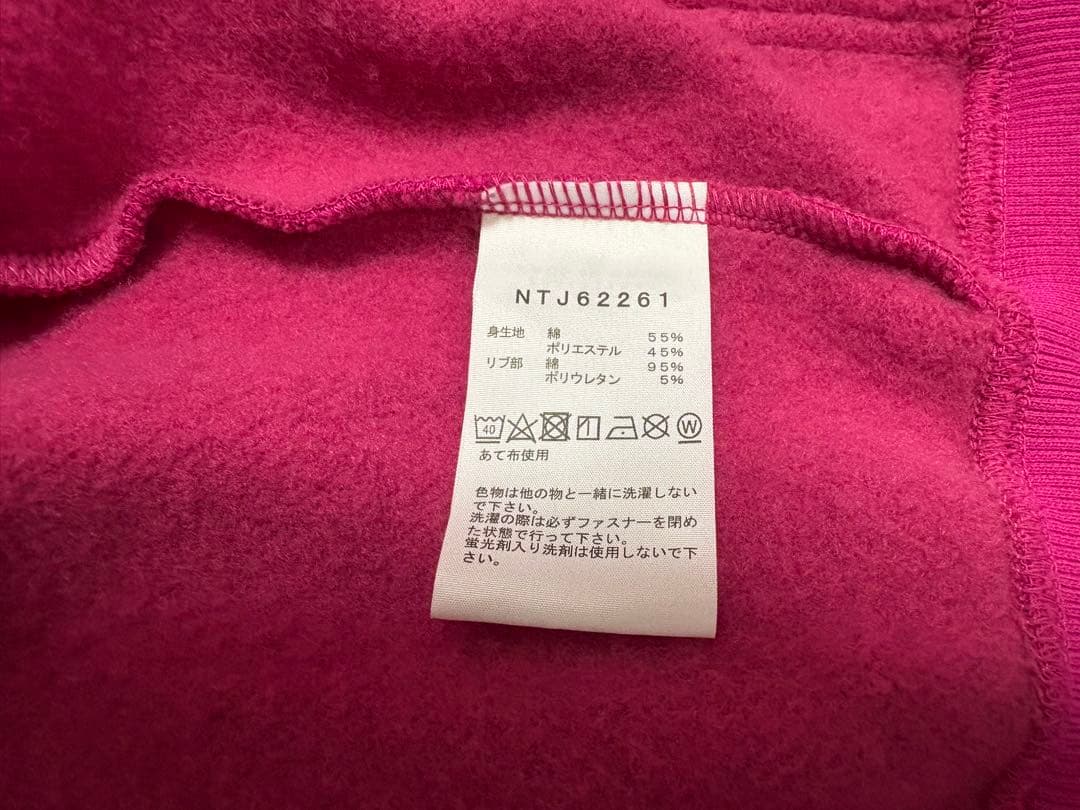 NTJ62261
身生地 綿 55%
ポリエステル 45%
リブ部 綿 95%
ポリウレタン 5%
40 W
あて布使用
色物は他の物と一緒に洗濯しない
で下さい。
洗濯の際は必ずファスナーを閉め
た状態で行って下さい。
蛍光剤入り洗剤は使用しないで下
さい。